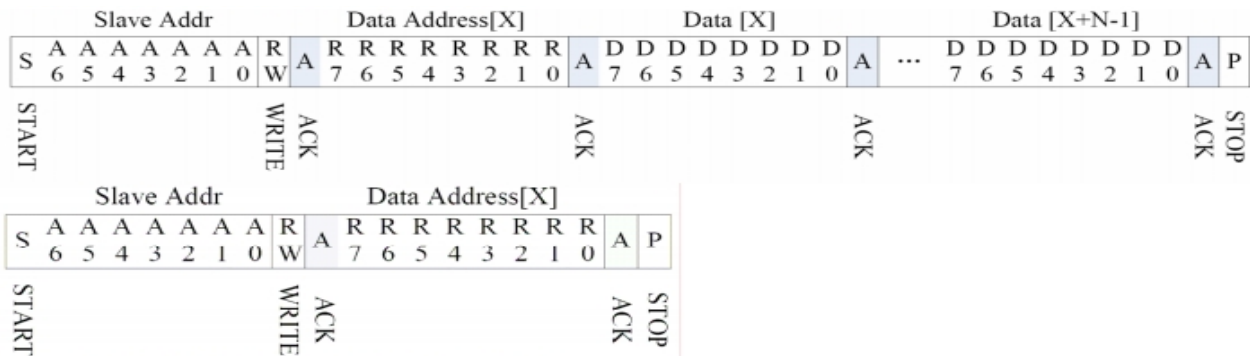 Slave Addr Data Address[X] Data [X] Data [X+N-1]
S A A A A A A A R A R R R R R R R R A D D D D D D D D A ... D D D D D D D D A P
6 5 4 3 2 1 0 W 7 6 5 4 3 2 1 0 7 6 5 4 3 2 1 0 7 6 5 4 3 2 1 0
START WRITE ACK ACK ACK ACK STOP
Slave Addr Data Address[X]
S A A A A A A A R A R R R R R R R R A P
6 5 4 3 2 1 0 W 7 6 5 4 3 2 1 0
START WRITE ACK ACK STOP